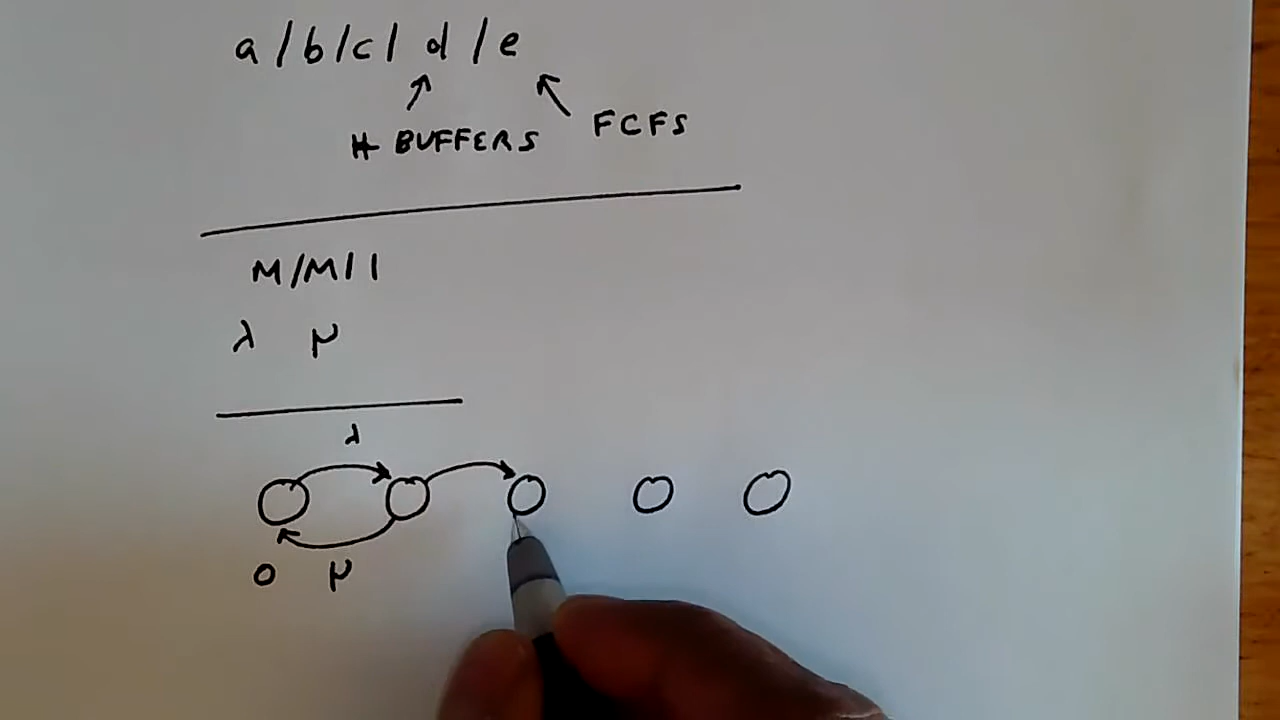 a/b/c/d/e
# BUFFERS
FCFS
M/M/1
λ μ
λ
0 μ